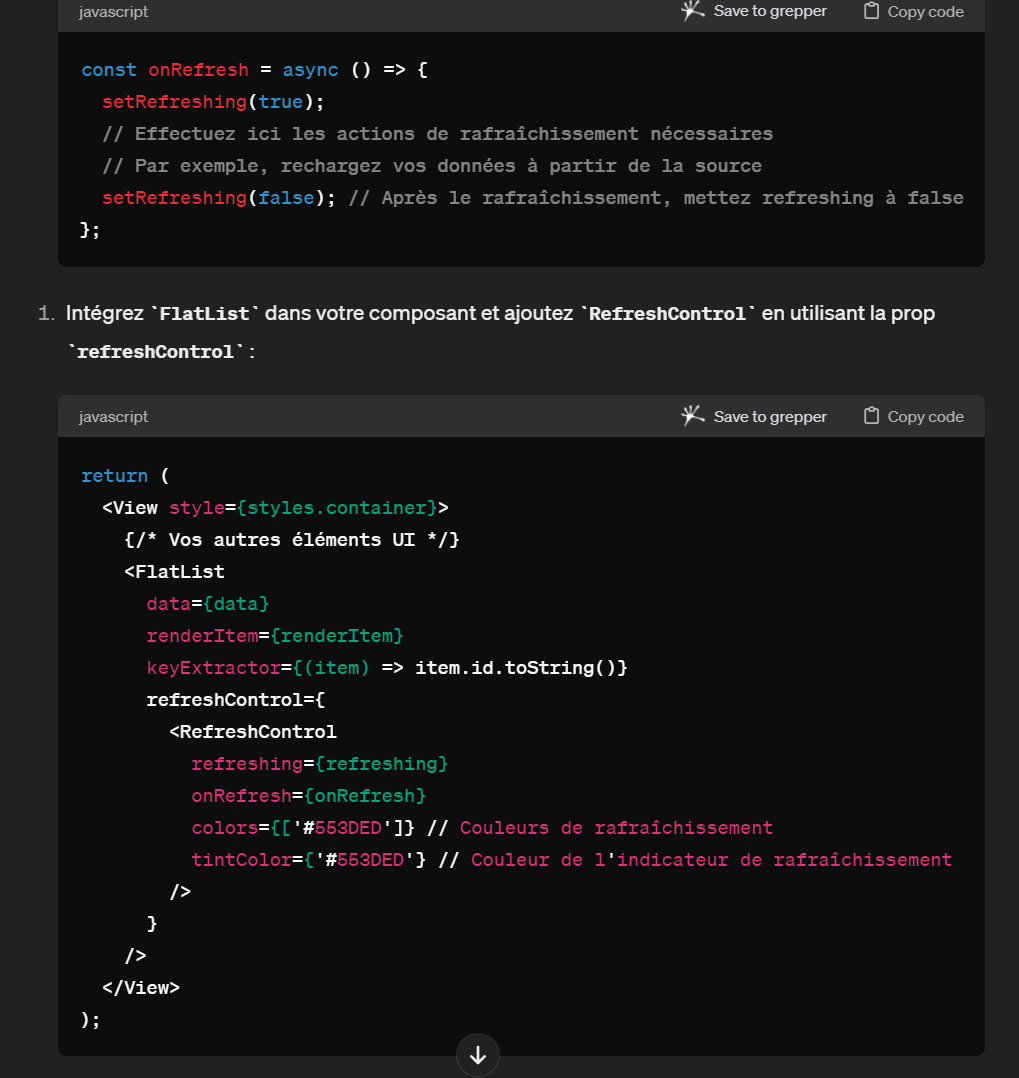 javascript Save to grepper Copy code
const onRefresh = async () => {
  setRefreshing(true);
  // Effectuez ici les actions de rafraîchissement nécessaires
  // Par exemple, rechargez vos données à partir de la source
  setRefreshing(false); // Après le rafraîchissement, mettez refreshing à false
};
1. Intégrez `FlatList` dans votre composant et ajoutez `RefreshControl` en utilisant la prop
`refreshControl` :
javascript Save to grepper Copy code
return (
  <View style={styles.container}>
    {/* Vos autres éléments UI */}
    <FlatList
      data={data}
      renderItem={renderItem}
      keyExtractor={(item) => item.id.toString()}
      refreshControl={
        <RefreshControl
          refreshing={refreshing}
          onRefresh={onRefresh}
          colors={['#553DED']} // Couleurs de rafraîchissement
          tintColor={'#553DED'} // Couleur de l'indicateur de rafraîchissement
        />
      }
    />
  </View>
);